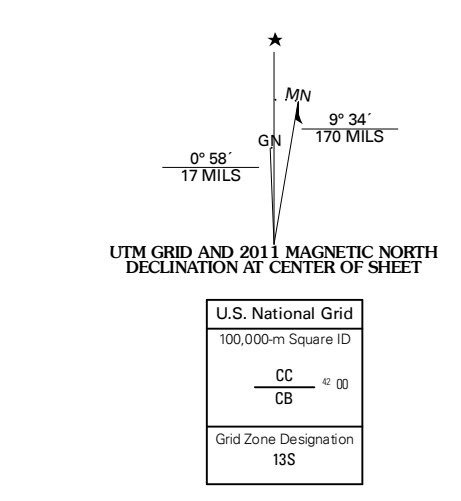 ★
MN
9° 34´
170 MILS
GN
0° 58´
17 MILS
UTM GRID AND 2011 MAGNETIC NORTH
DECLINATION AT CENTER OF SHEET
U.S. National Grid
100,000-m Square ID
CC
42 00
CB
Grid Zone Designation
13S